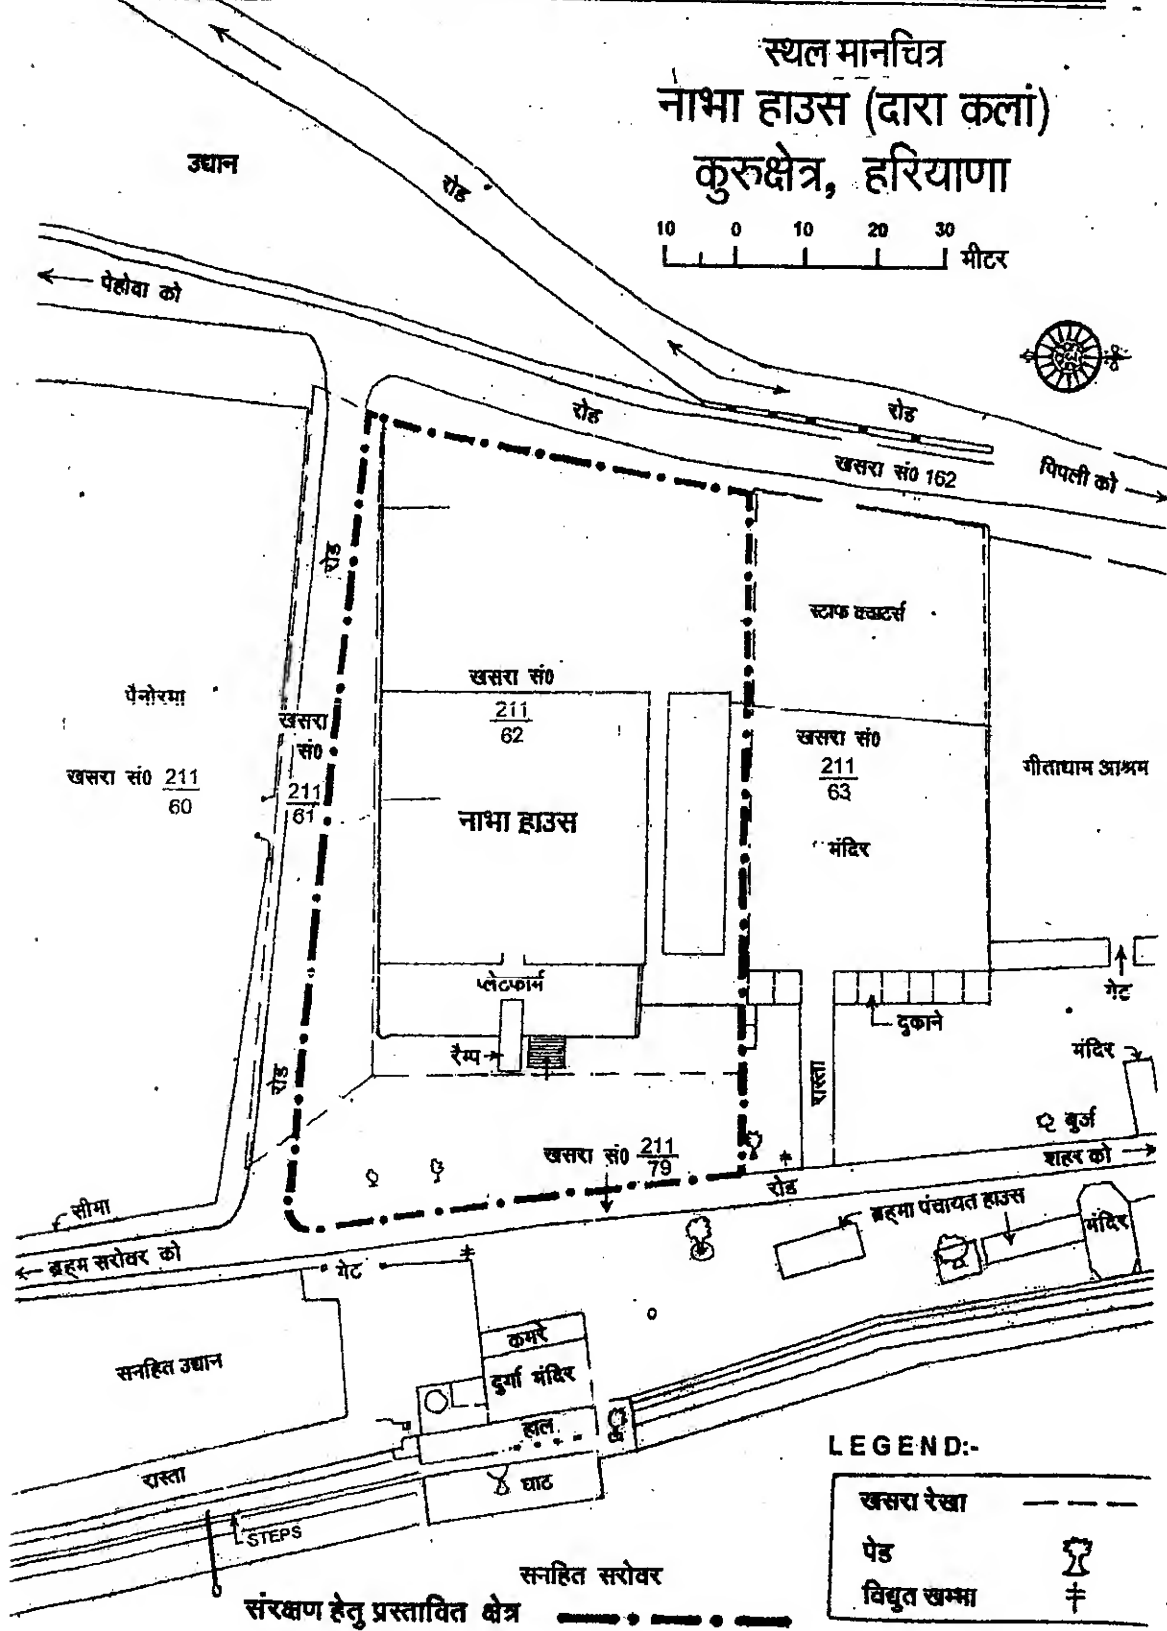 स्थल मानचित्र
नाभा हाउस (दारा कलां)
कुरुक्षेत्र, हरियाणा
10 0 10 20 30
मीटर
उद्यान
रोड
पेहोवा को
रोड
रोड
खसरा सं0 162
पिपली को
रोड
स्टाफ क्वाटर्स
पैनोरमा
खसरा सं0
211
62
खसरा
सं0
211
61
खसरा सं0
211
63
खसरा सं0 211
60
गीताधाम आश्रम
नाभा हाउस
मंदिर
प्लेटफार्म
गेट
दुकाने
रैम्प
मंदिर
रोड
रास्ता
बुर्ज
खसरा सं0 211
79
शहर को
रोड
सीमा
ब्रह्मा पंचायत हाउस
मंदिर
ब्रह्म सरोवर को
गेट
कमरे
सनहित उद्यान
दुर्गा मंदिर
हाल
रास्ता
घाट
STEPS
LEGEND:-
खसरा रेखा
पेड
विद्युत खम्भा
सनहित सरोवर
संरक्षण हेतु प्रस्तावित क्षेत्र